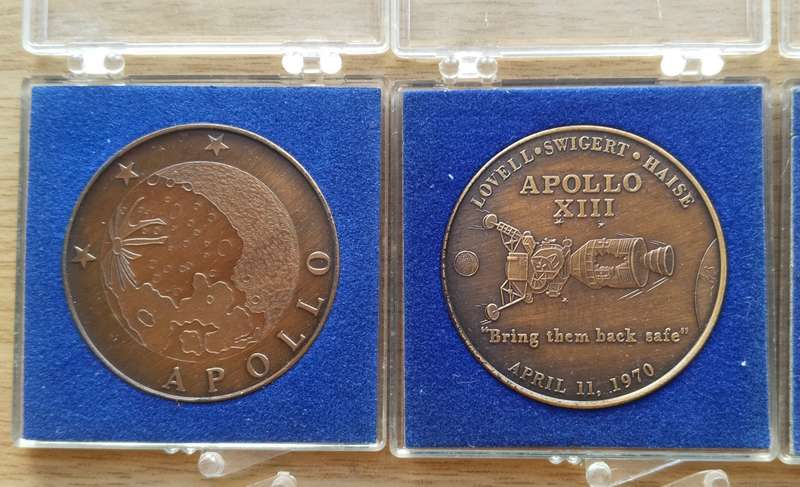 APOLLO
LOVELL•SWIGERT•HAISE
APOLLO
XIII
"Bring them back safe"
APRIL 11, 1970